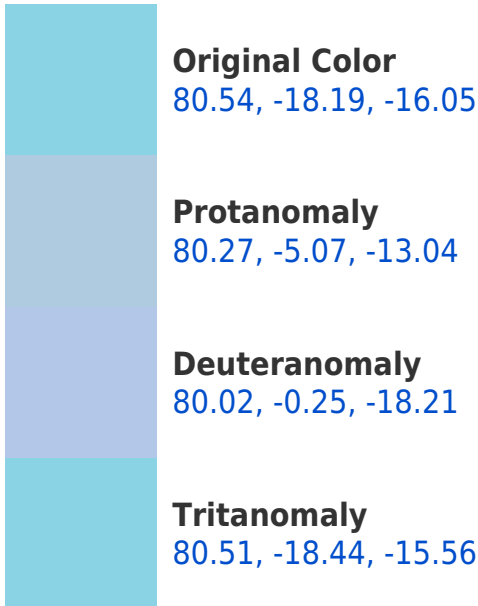 Original Color
80.54, -18.19, -16.05
Protanomaly
80.27, -5.07, -13.04
Deuteranomaly
80.02, -0.25, -18.21
Tritanomaly
80.51, -18.44, -15.56